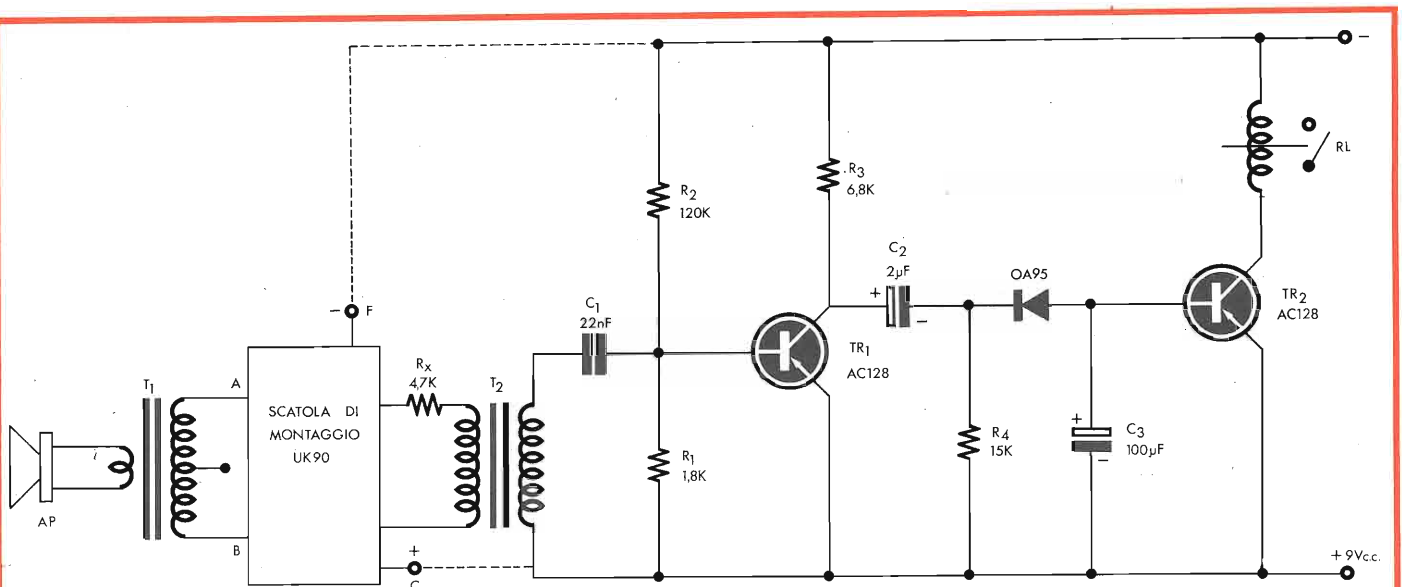 −
RL
R3
6,8K
R2
120K
C2
2µF
+
−
OA95
TR2
AC128
− F
C1
22nF
TR1
AC128
T1
A
Rx
4,7K
T2
SCATOLA DI
MONTAGGIO
UK90
i
R1
1,8K
R4
15K
+
C3
100µF
−
AP
B
+
C
+ 9Vc.c.